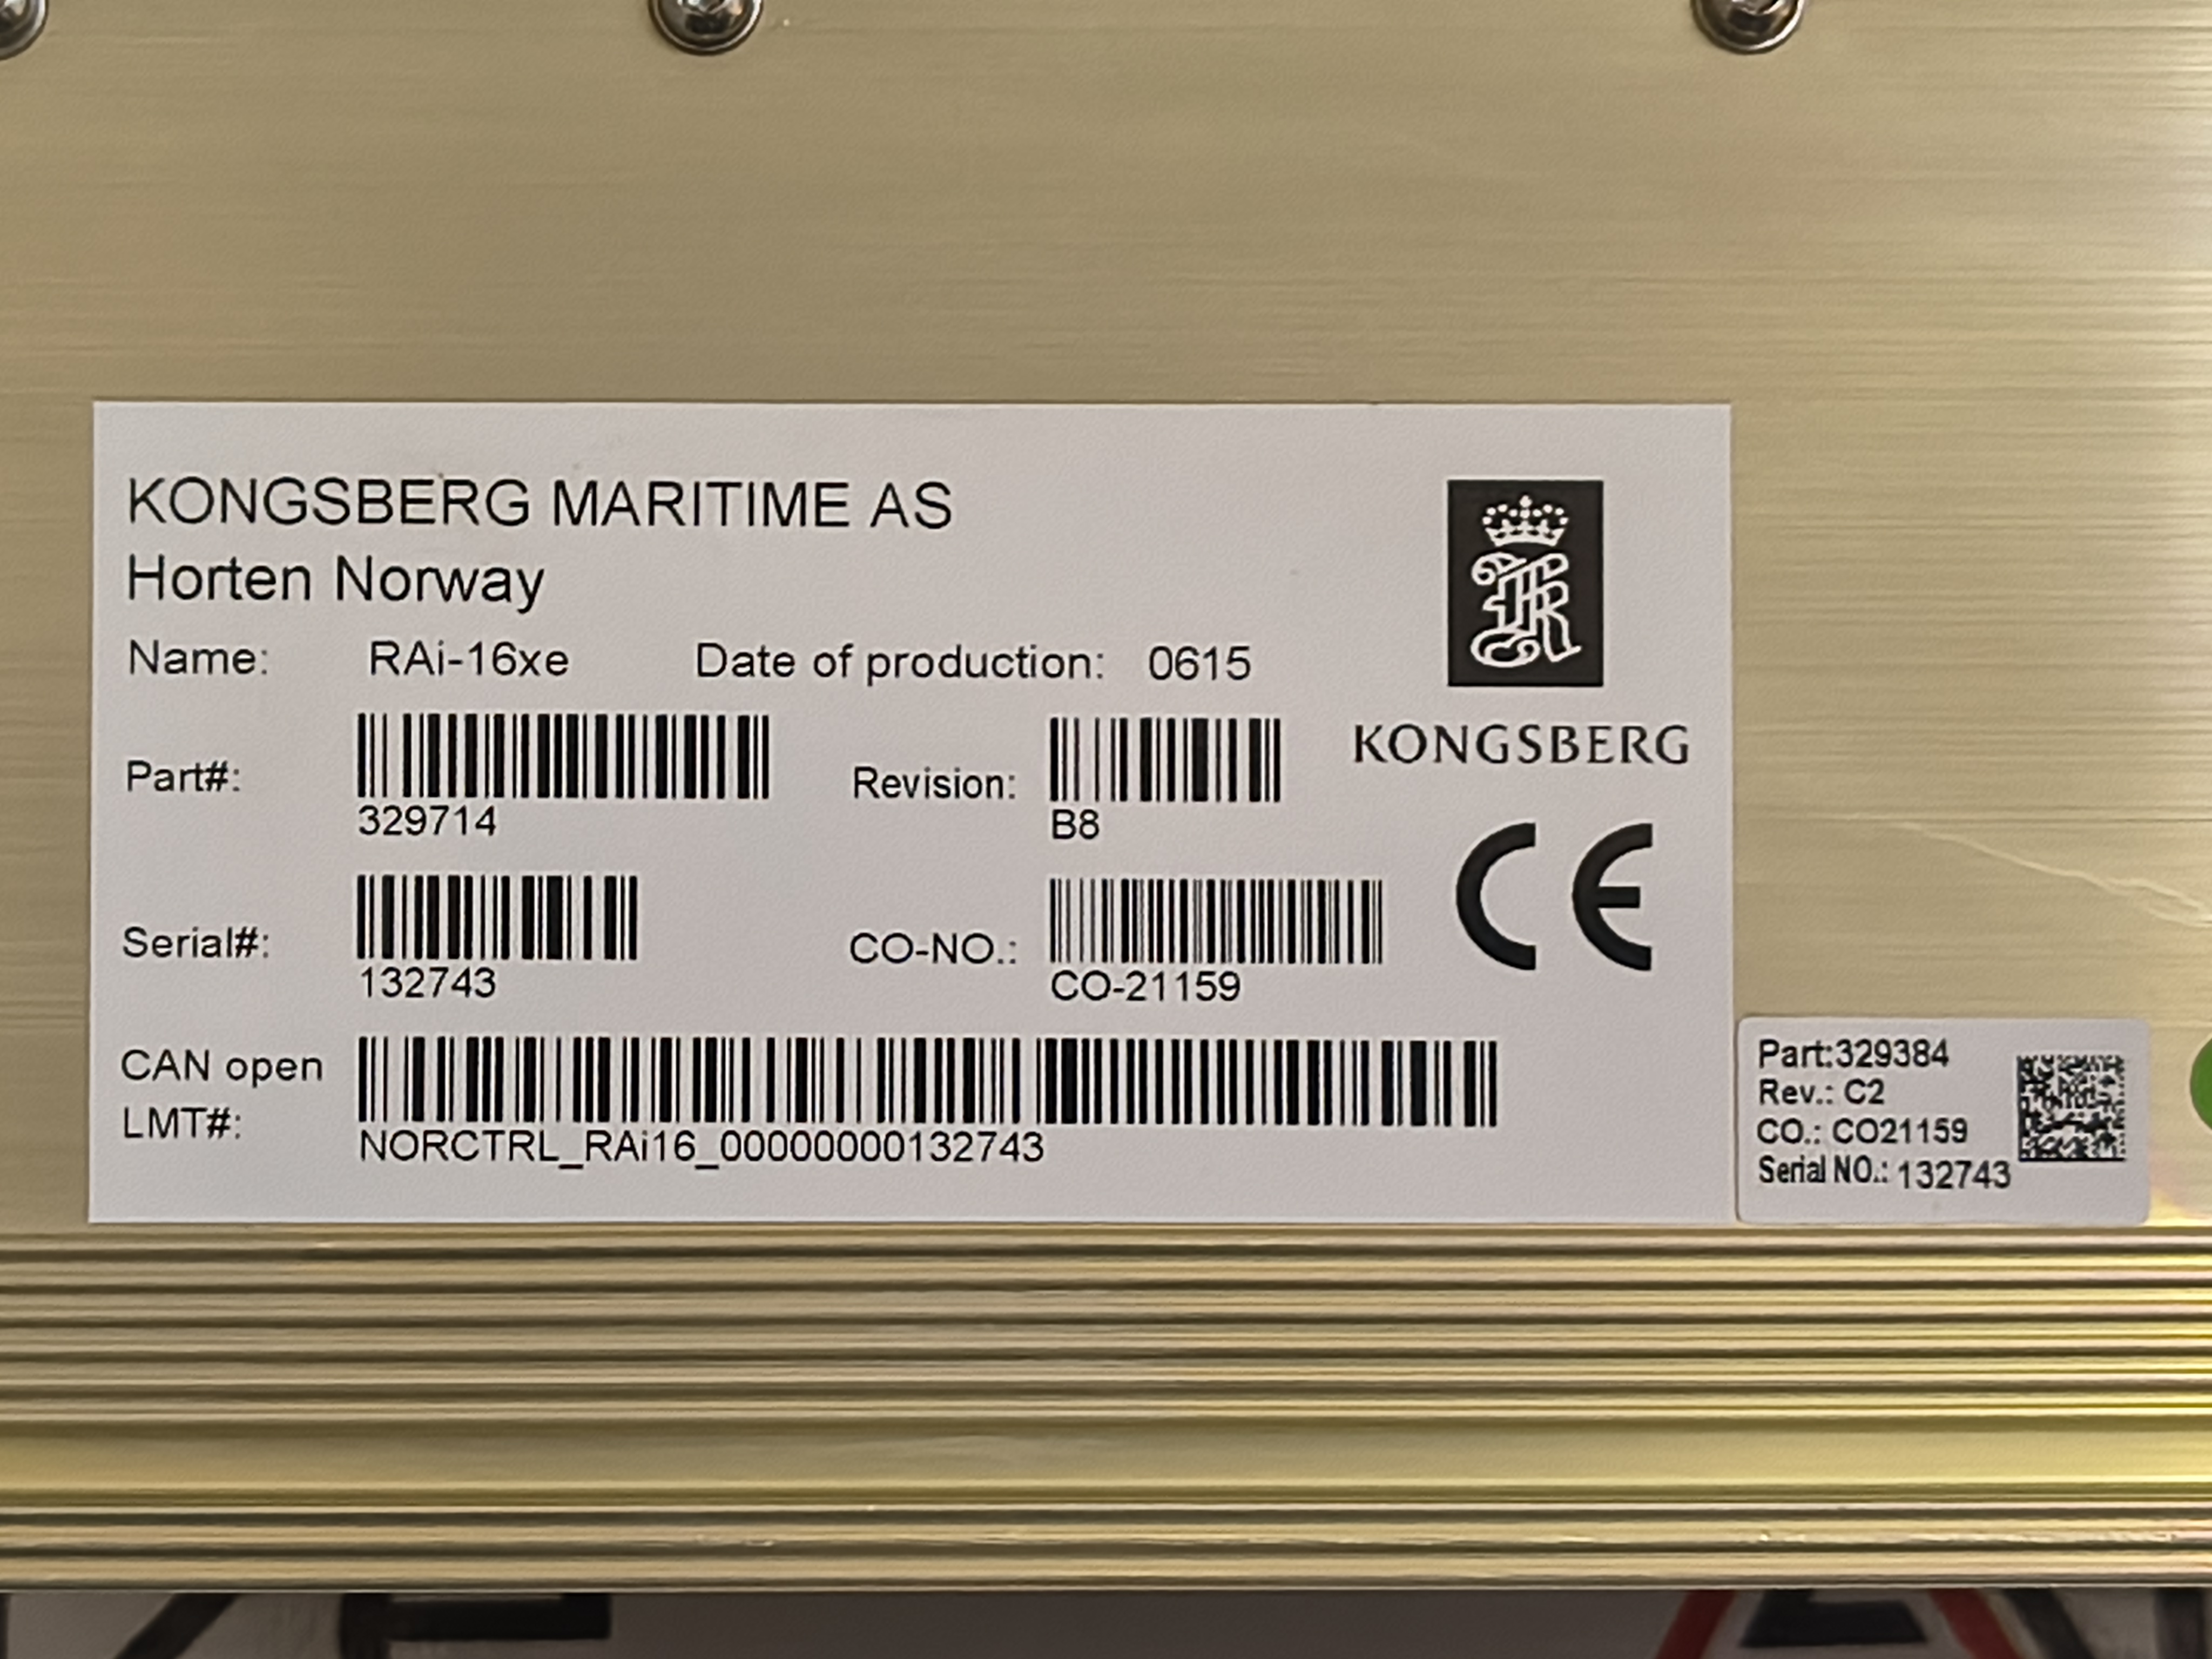 KONGSBERG MARITIME AS
Horten Norway
Name: RAi-16xe Date of production: 0615
KONGSBERG
Part#: 329714 Revision: B8
CE
Serial#: 132743 CO-NO.: CO-21159
CAN open
LMT#: NORCTRL_RAi16_00000000132743
Part:329384
Rev.: C2
CO.: CO21159
Serial NO.: 132743